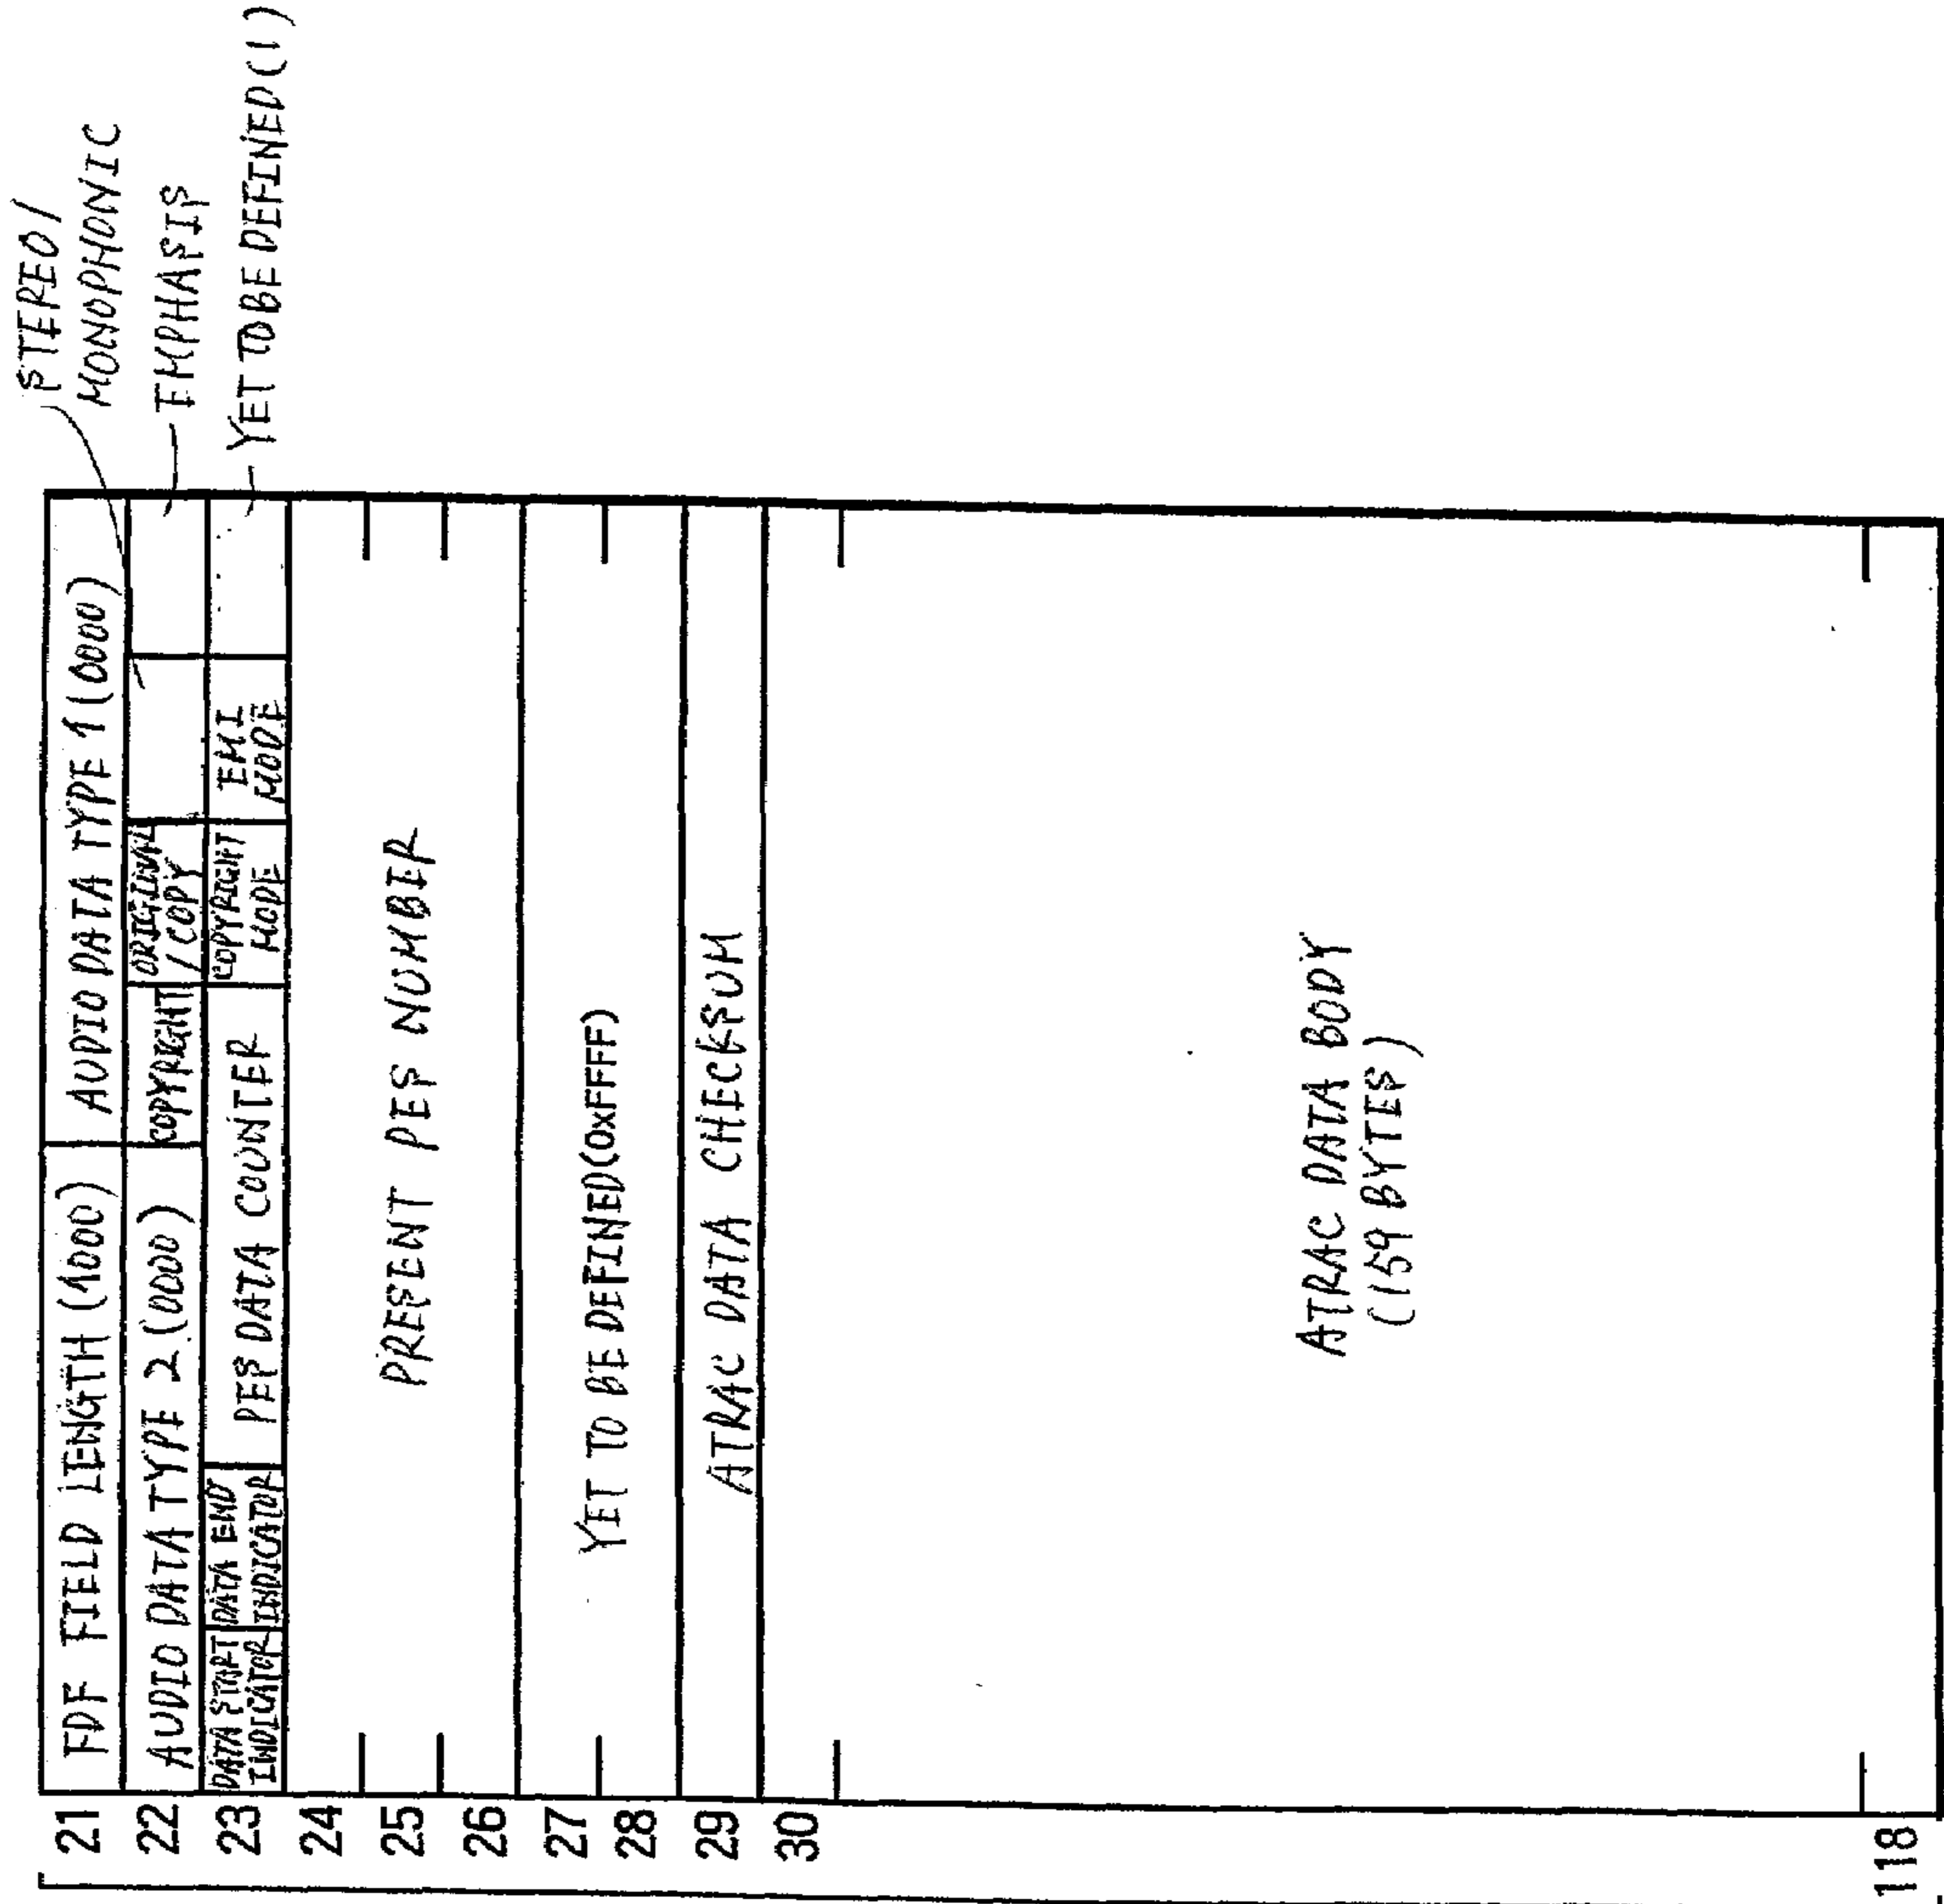 STEREO /
MONOPHONIC
EMPHASIS
YET TO BE DEFINED (1)
21 FDF FIELD LENGTH (1000) AUDIO DATA TYPE 1 (0000)
22 AUDIO DATA TYPE 2 (0000) COPYRIGHT ORIGINAL
/ COPY
23 DATA START
INDICATOR DATA END
INDICATOR PES DATA COUNTER COPYRIGHT
MODE EMI
MODE
24
25 PRESENT PES NUMBER
26
27
YET TO BE DEFINED(0xFFF)
28
29 ATRAC DATA CHECKSUM
30
ATRAC DATA BODY
(159 BYTES)
118